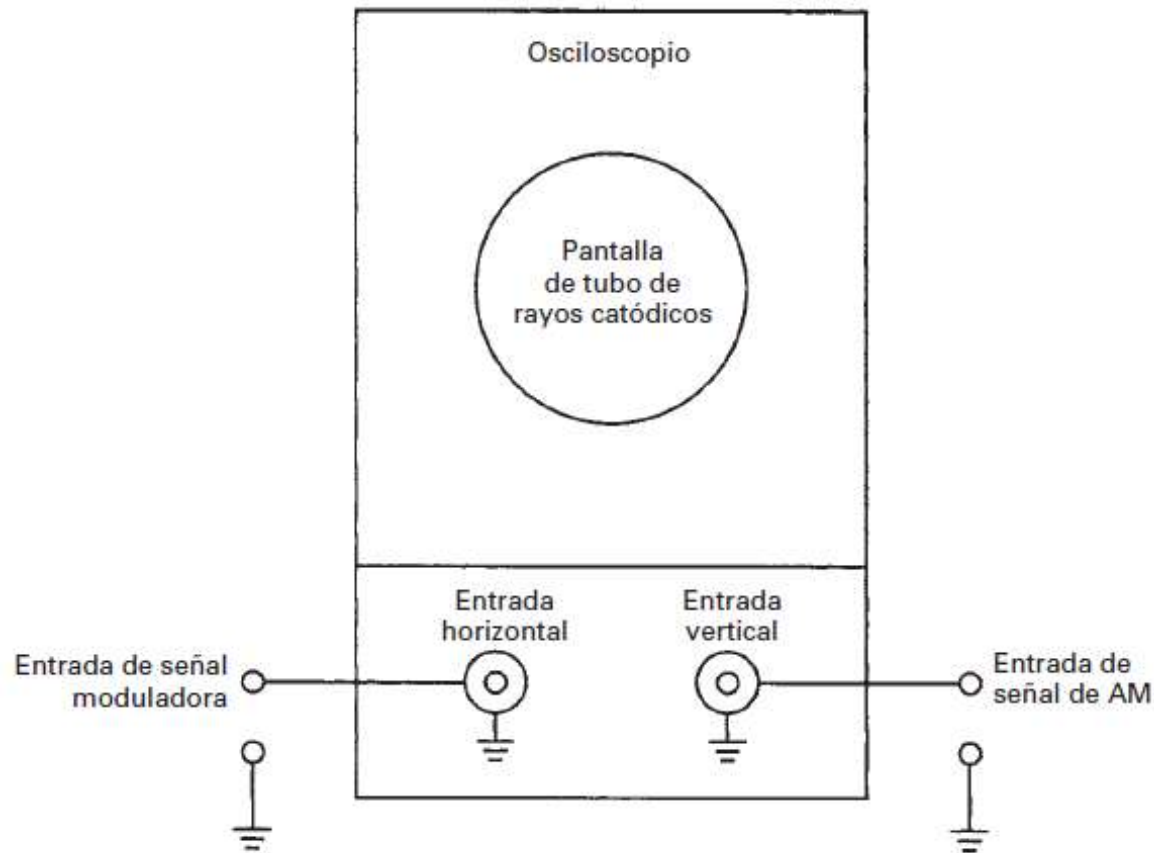 Osciloscopio
Pantalla
de tubo de
rayos catódicos
Entrada
horizontal
Entrada
vertical
Entrada de señal
moduladora
Entrada de
señal de AM